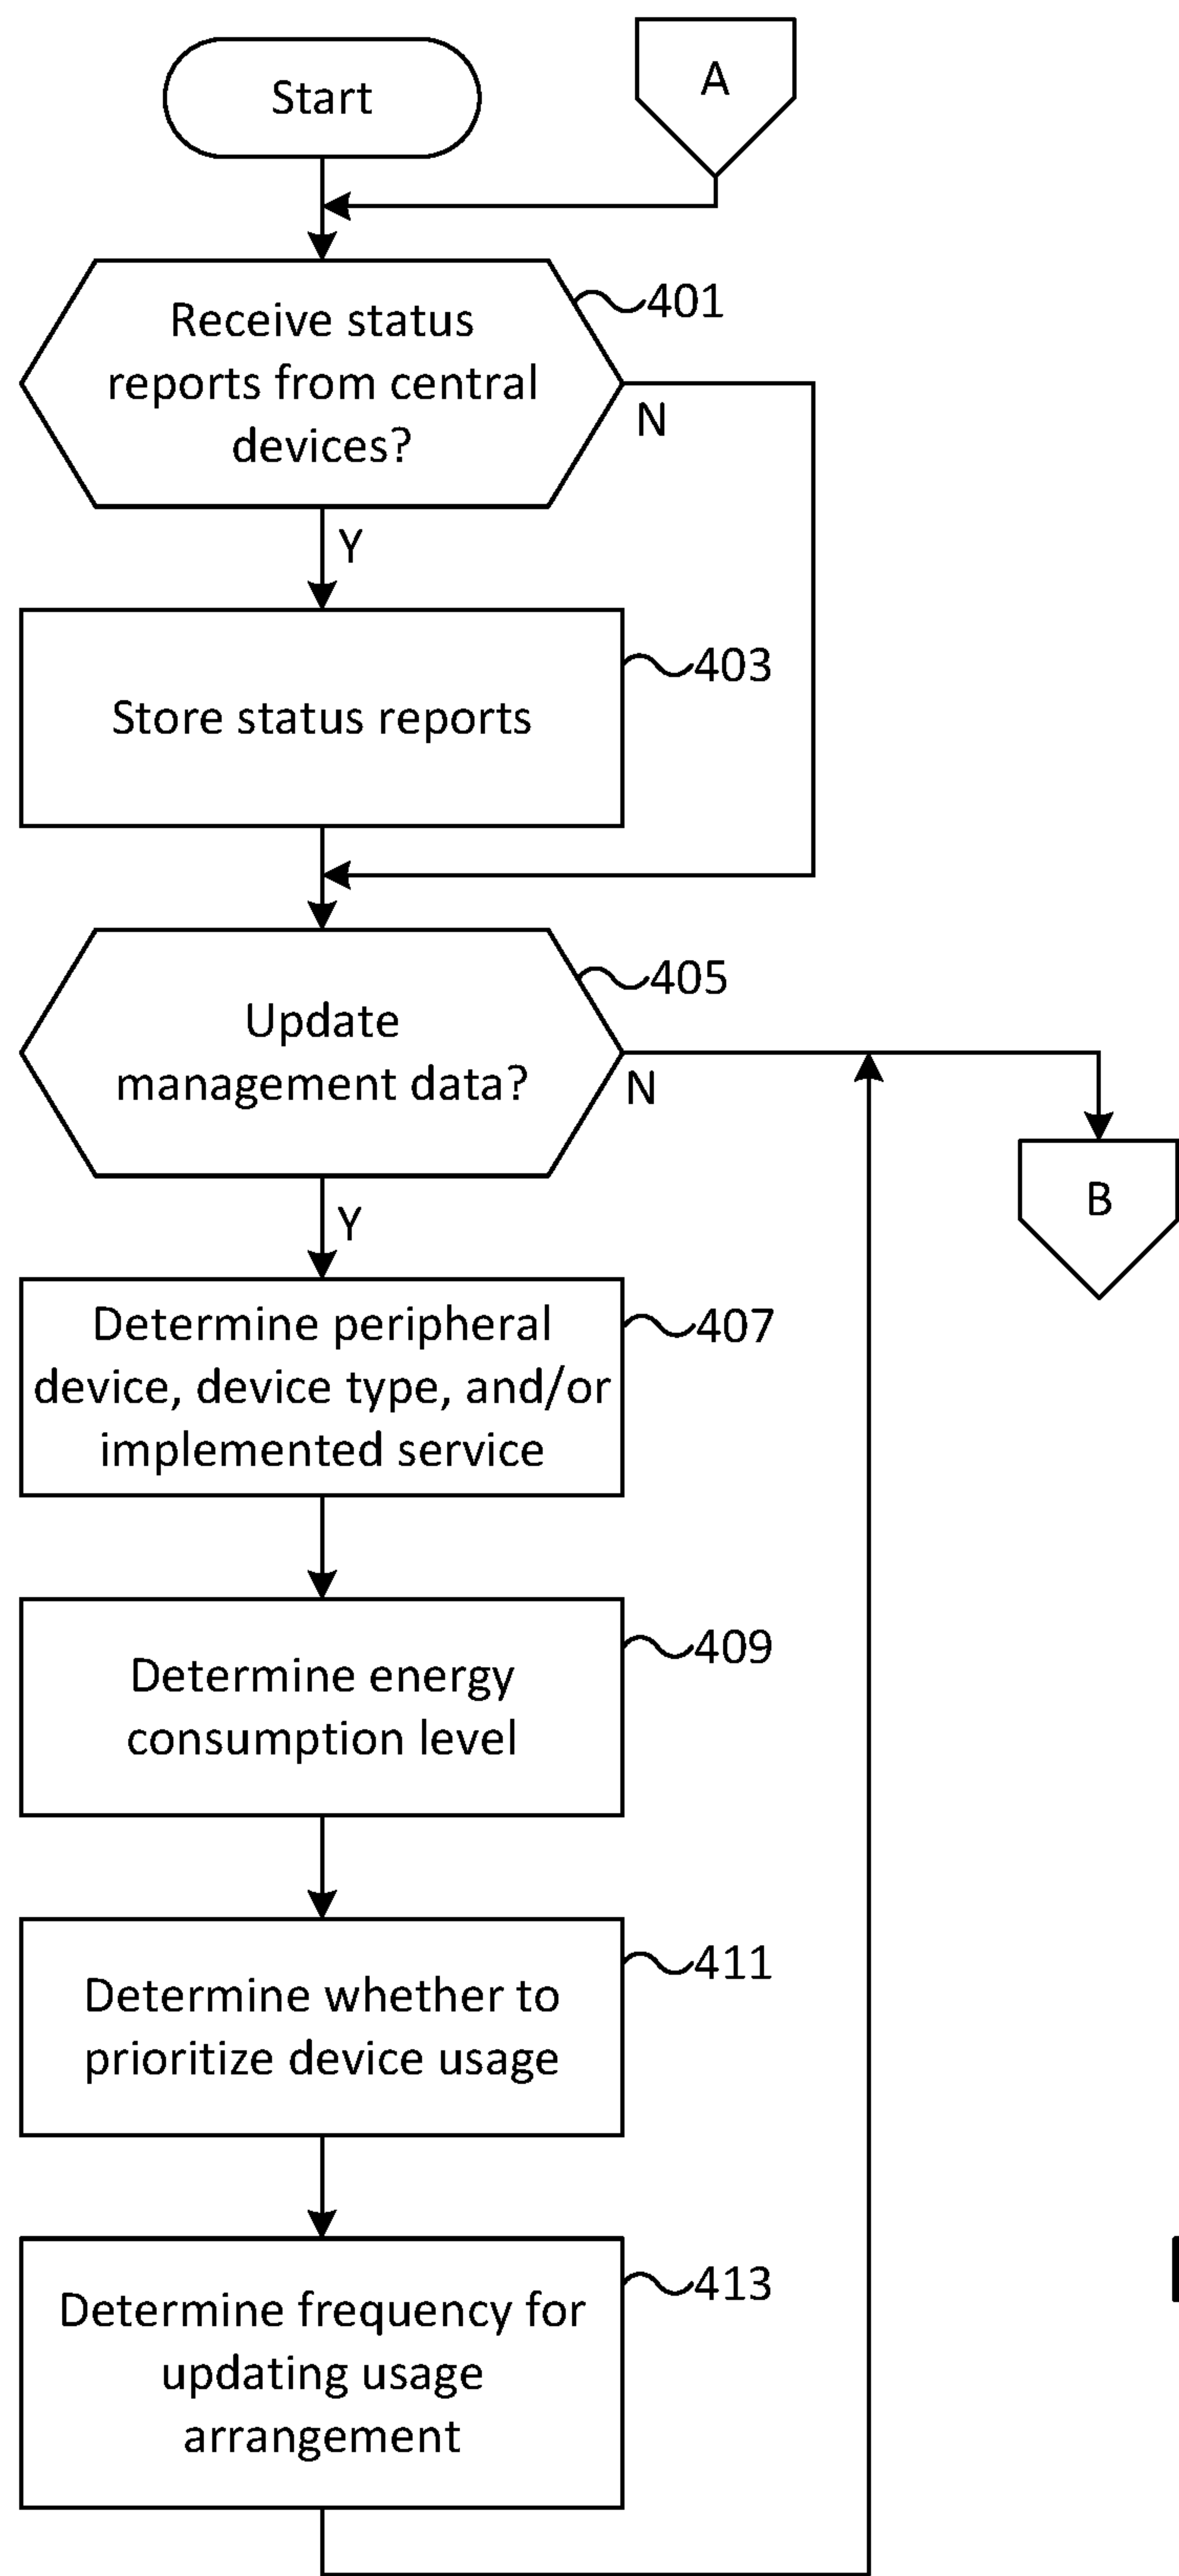 Start
A
Receive status
reports from central
devices?
401
N
Y
Store status reports
403
Update
management data?
405
N
B
Y
Determine peripheral
device, device type, and/or
implemented service
407
Determine energy
consumption level
409
Determine whether to
prioritize device usage
411
Determine frequency for
updating usage
arrangement
413